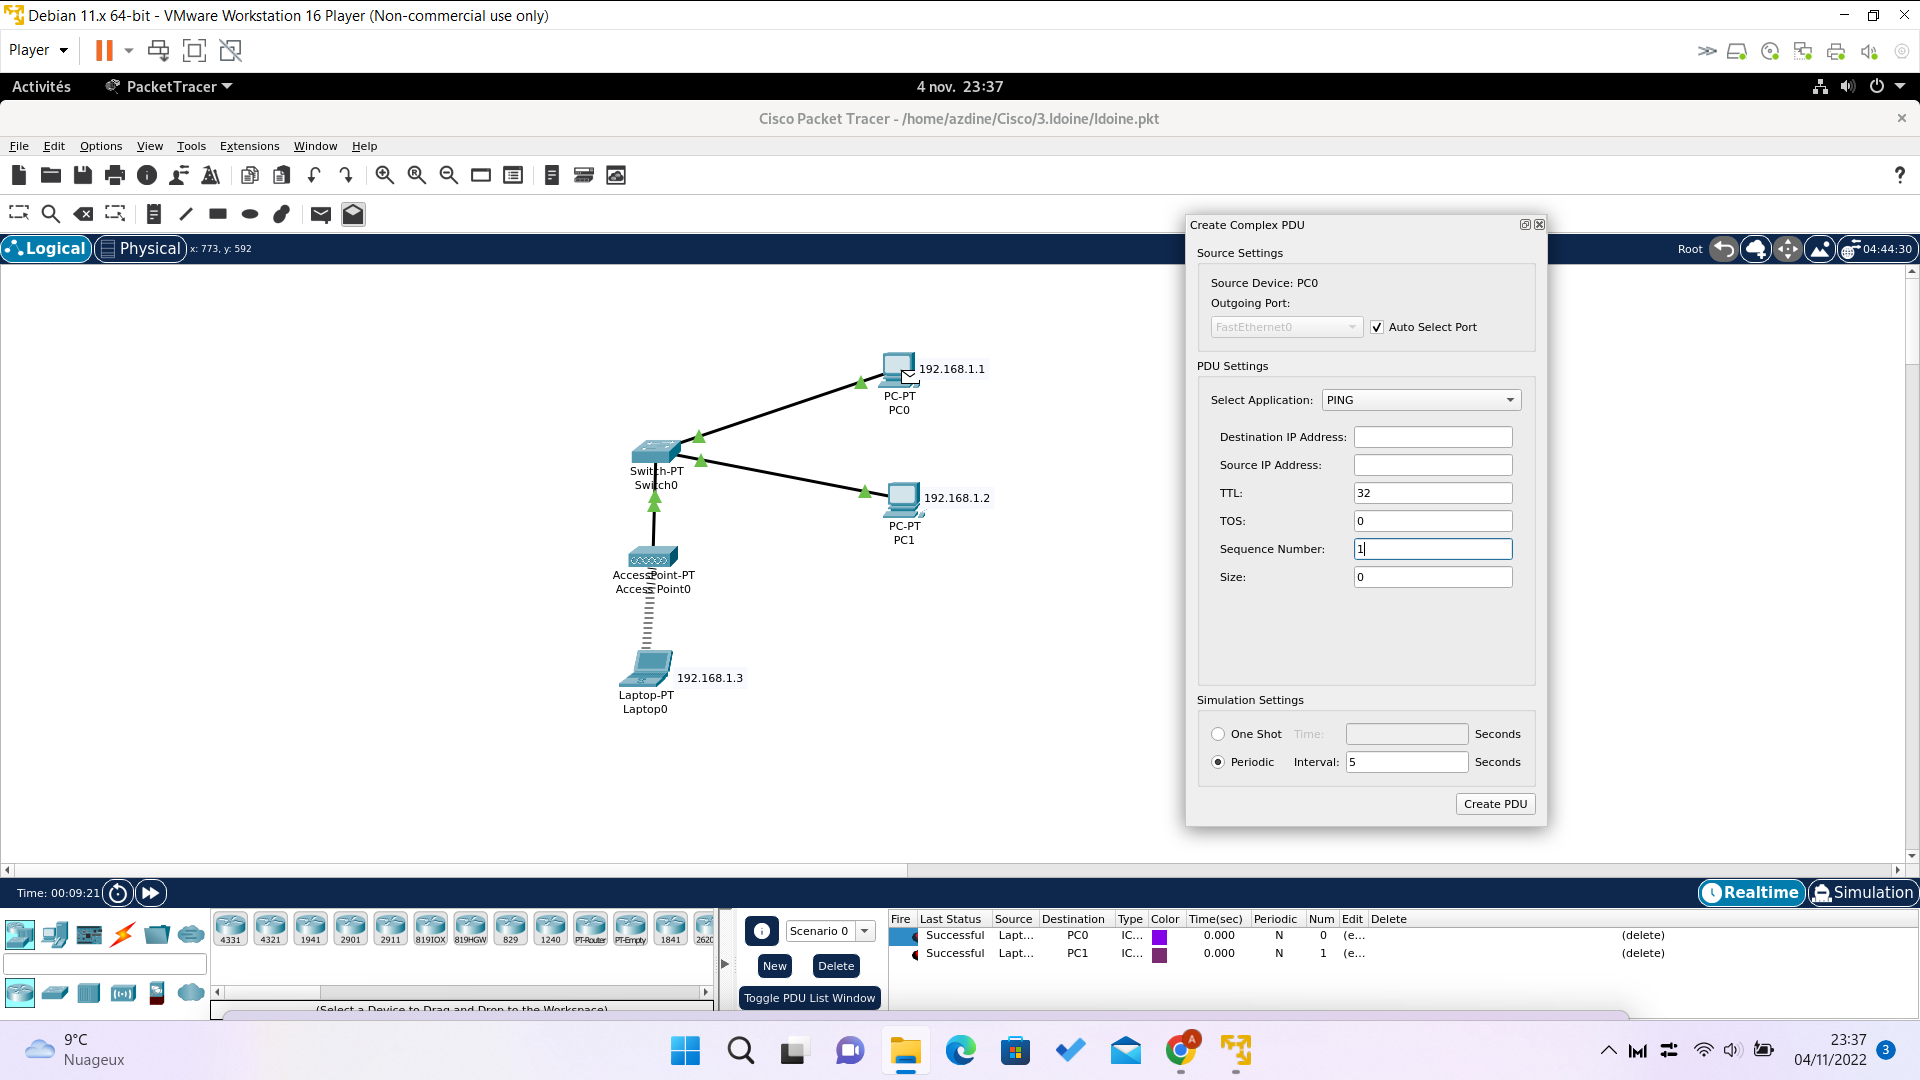 Debian 11.x 64-bit - VMware Workstation 16 Player (Non-commercial use only)
Player
Activités
PacketTracer
4 nov. 23:37
Cisco Packet Tracer - /home/azdine/Cisco/3.Idoine/Idoine.pkt
File Edit Options View Tools Extensions Window Help
Logical
Physical
x: 773, y: 592
Root
04:44:30
192.168.1.1
PC-PT
PC0
Switch-PT
Switch0
192.168.1.2
PC-PT
PC1
AccessPoint-PT
Access Point0
192.168.1.3
Laptop-PT
Laptop0
Create Complex PDU
Source Settings
Source Device: PC0
Outgoing Port:
FastEthernet0
Auto Select Port
PDU Settings
Select Application: PING
Destination IP Address:
Source IP Address:
TTL: 32
TOS: 0
Sequence Number: 1
Size: 0
Simulation Settings
One Shot Time: Seconds
Periodic Interval: 5 Seconds
Create PDU
Time: 00:09:21
Realtime
Simulation
4331 4321 1941 2901 2911 819IOX 819HGW 829 1240 PT-Router PT-Empty 1841 2620
(Select a Device to Drag and Drop to the Workspace)
Scenario 0
New
Delete
Toggle PDU List Window
Fire Last Status Source Destination Type Color Time(sec) Periodic Num Edit Delete
Successful Lapt... PC0 IC... 0.000 N 0 (e... (delete)
Successful Lapt... PC1 IC... 0.000 N 1 (e... (delete)
9°C
Nuageux
A
23:37
04/11/2022
3